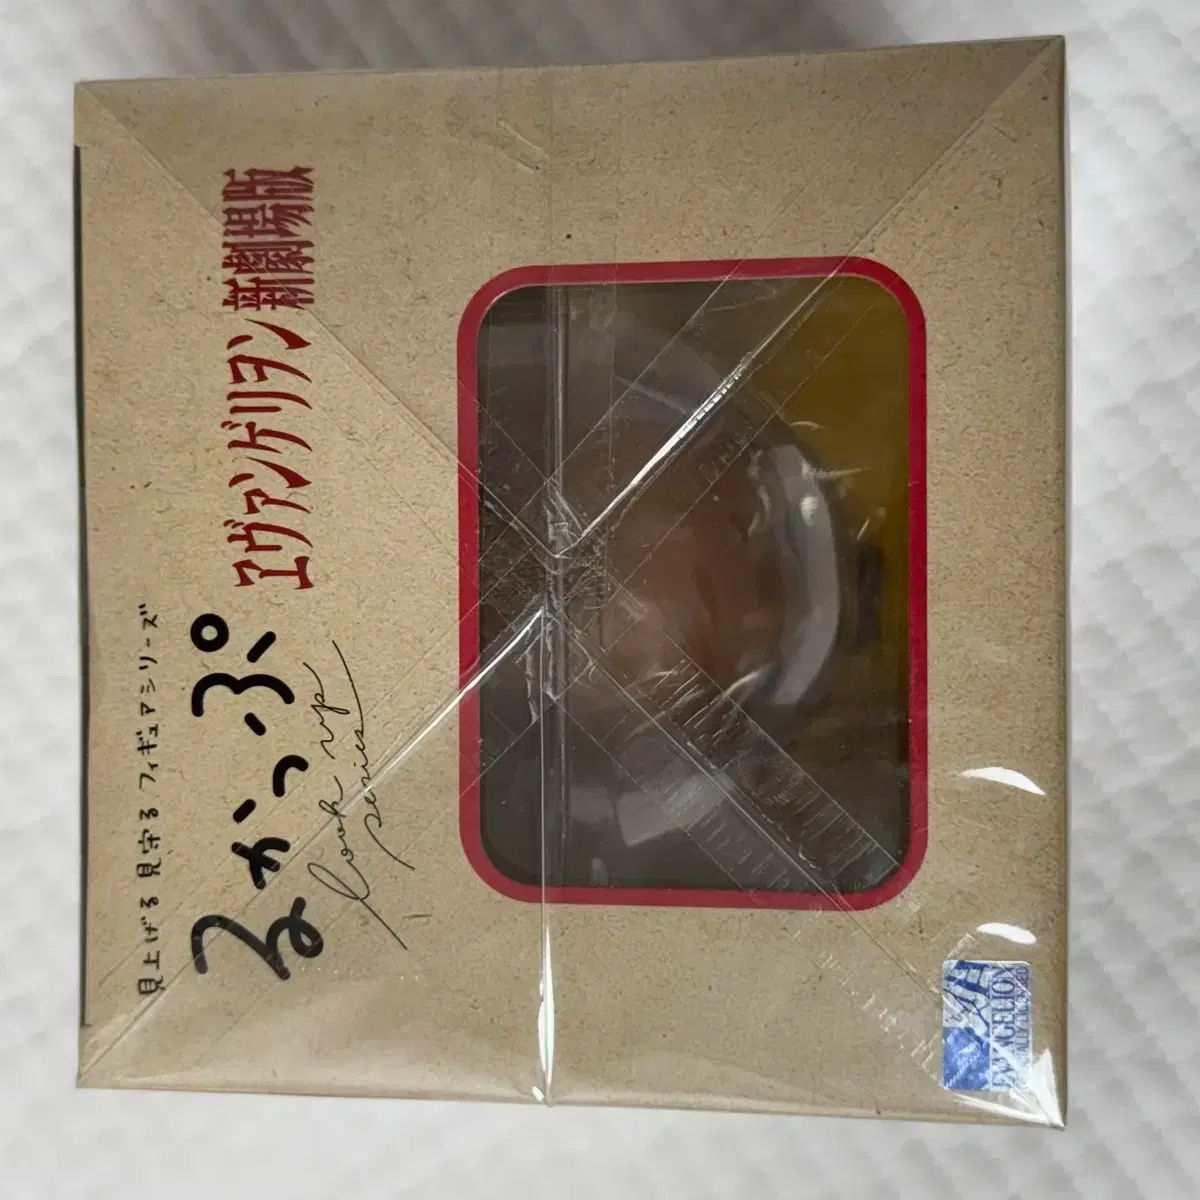 見上げる 見守る フィギュアシリーズ
るかっぷ
look up
series
ヱヴァンゲリヲン新劇場版
EVANGELION